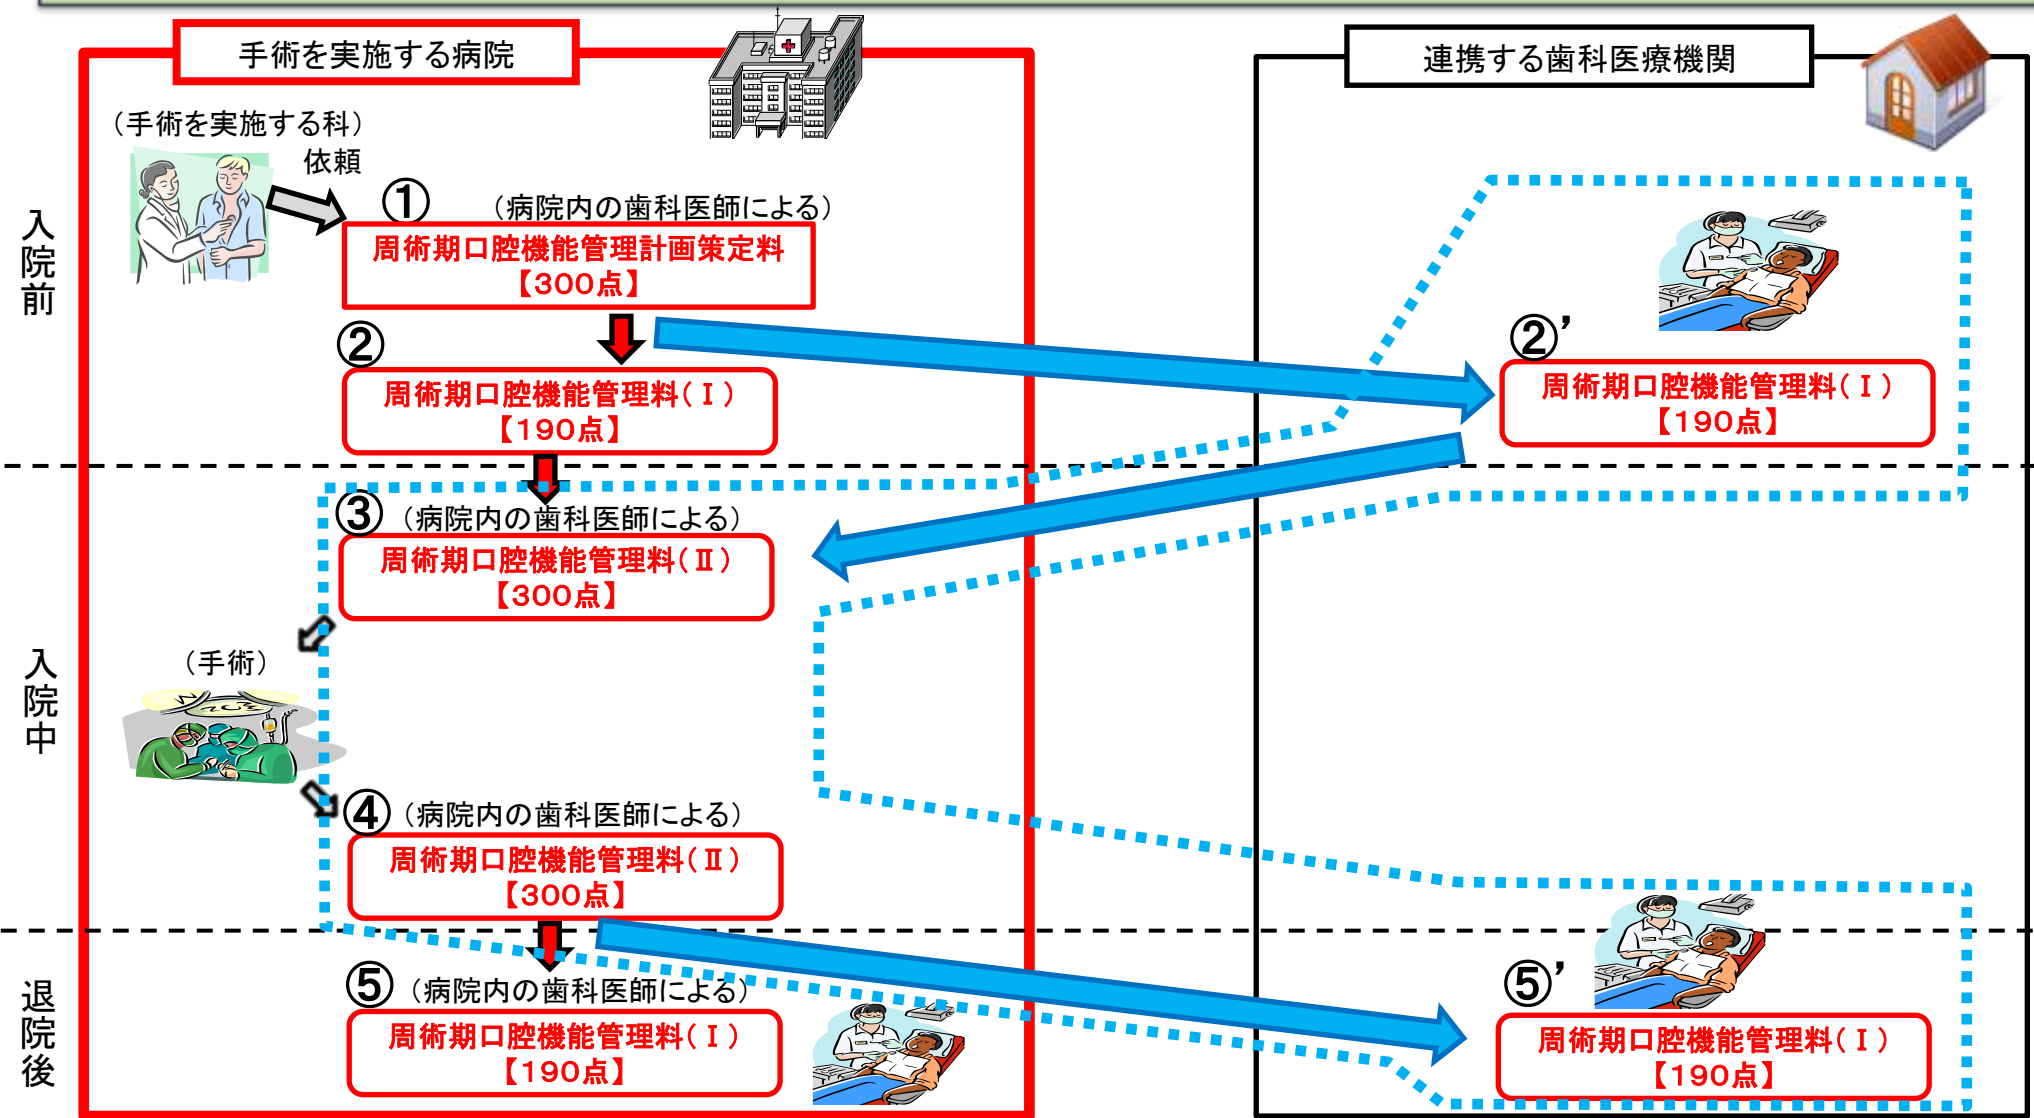 手術を実施する病院
連携する歯科医療機関
（手術を実施する科）
依頼
入院前
① （病院内の歯科医師による）
周術期口腔機能管理計画策定料
【300点】
②
周術期口腔機能管理料（Ⅰ）
【190点】
②’
周術期口腔機能管理料（Ⅰ）
【190点】
入院中
③ （病院内の歯科医師による）
周術期口腔機能管理料（Ⅱ）
【300点】
（手術）
④ （病院内の歯科医師による）
周術期口腔機能管理料（Ⅱ）
【300点】
退院後
⑤ （病院内の歯科医師による）
周術期口腔機能管理料（Ⅰ）
【190点】
⑤’
周術期口腔機能管理料（Ⅰ）
【190点】